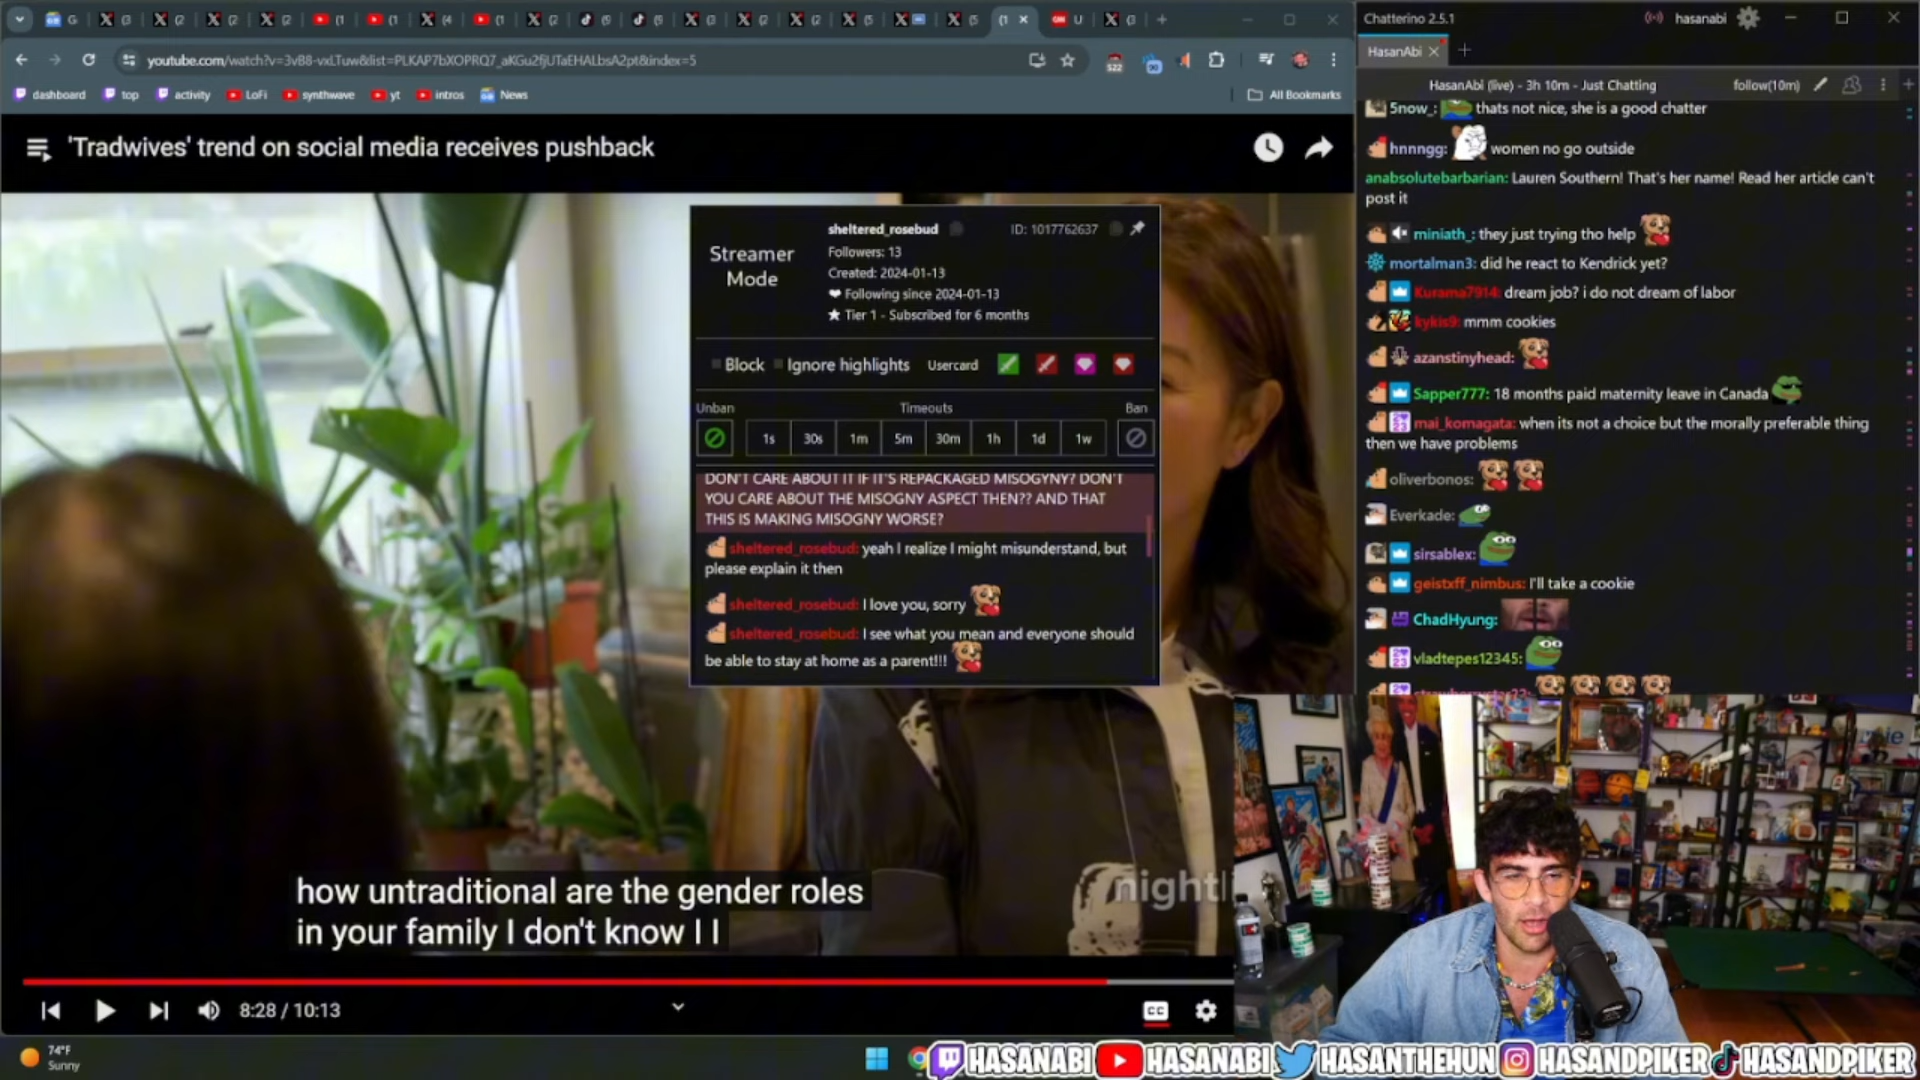 youtube.com/watch?v=3vB8-vxLTuw&list=PLKAP7bXOPRQ7_aKGu2fjUTaEHALbsA2pt&index=5
dashboard
top
activity
LoFi
synthwave
yt
intros
News
All Bookmarks
'Tradwives' trend on social media receives pushback
Streamer
Mode
sheltered_rosebud
ID: 1017762637
Followers: 13
Created: 2024-01-13
Following since 2024-01-13
Tier 1 - Subscribed for 6 months
Block
Ignore highlights
Usercard
Unban
Timeouts
Ban
1s
30s
1m
5m
30m
1h
1d
1w
DON'T CARE ABOUT IT IF IT'S REPACKAGED MISOGYNY? DON'T
YOU CARE ABOUT THE MISOGNY ASPECT THEN?? AND THAT
THIS IS MAKING MISOGNY WORSE?
sheltered_rosebud: yeah I realize I might misunderstand, but
please explain it then
sheltered_rosebud: I love you, sorry
sheltered_rosebud: I see what you mean and everyone should
be able to stay at home as a parent!!!
how untraditional are the gender roles
in your family I don't know I I
nightli
8:28 / 10:13
CC
74°F
Sunny
Chatterino 2.5.1
hasanabi
HasanAbi
HasanAbi (live) - 3h 10m - Just Chatting
follow(10m)
5now_: thats not nice, she is a good chatter
hnnngg: women no go outside
anabsolutebarbarian: Lauren Southern! That's her name! Read her article can't
post it
miniath_: they just trying tho help
mortalman3: did he react to Kendrick yet?
Kurama7914: dream job? i do not dream of labor
kykis9: mmm cookies
azanstinyhead:
Sapper777: 18 months paid maternity leave in Canada
mai_komagata: when its not a choice but the morally preferable thing
then we have problems
oliverbonos:
Everkade:
sirsablex:
geistxff_nimbus: I'll take a cookie
ChadHyung:
vladtepes12345:
HASANABI
HASANABI
HASANTHEHUN
HASANDPIKER
HASANDPIKER